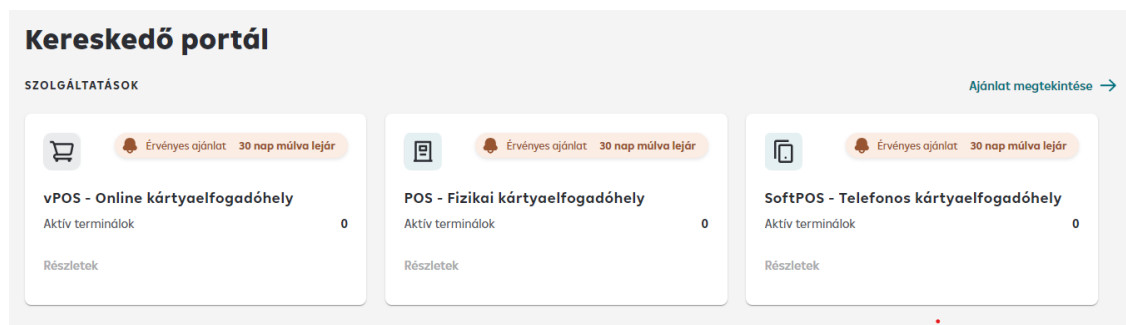 Kereskedő portál
SZOLGÁLTATÁSOK
Ajánlat megtekintése
Érvényes ajánlat 30 nap múlva lejár
vPOS - Online kártyaelfogadóhely
Aktív terminálok 0
Részletek
Érvényes ajánlat 30 nap múlva lejár
POS - Fizikai kártyaelfogadóhely
Aktív terminálok 0
Részletek
Érvényes ajánlat 30 nap múlva lejár
SoftPOS - Telefonos kártyaelfogadóhely
Aktív terminálok 0
Részletek